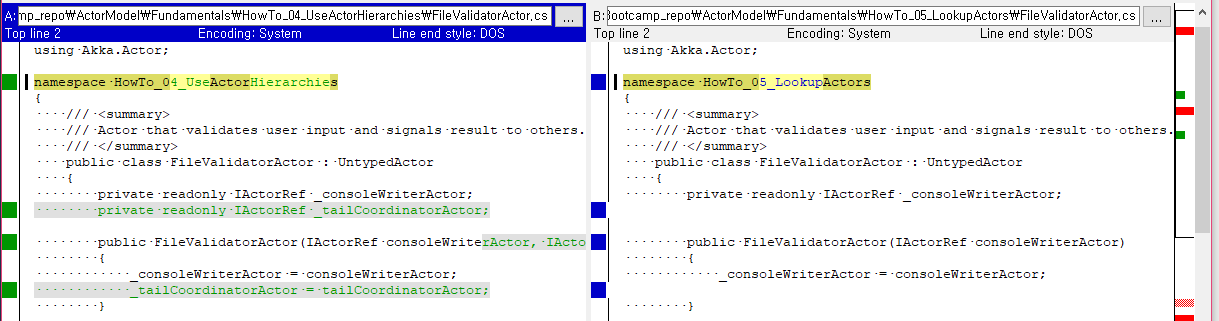 A: mp_repo₩ActorModel₩Fundamentals₩HowTo_04_UseActorHierarchies₩FileValidatorActor.cs ...
Top line 2 Encoding: System Line end style: DOS
using Akka.Actor;
namespace HowTo_04_UseActorHierarchies
{
/// <summary>
/// Actor that validates user input and signals result to others.
/// </summary>
public class FileValidatorActor : UntypedActor
{
private readonly IActorRef _consoleWriterActor;
private readonly IActorRef _tailCoordinatorActor;
public FileValidatorActor(IActorRef consoleWriterActor, IActo
{
_consoleWriterActor = consoleWriterActor;
_tailCoordinatorActor = tailCoordinatorActor;
}
B: Bootcamp_repo₩ActorModel₩Fundamentals₩HowTo_05_LookupActors₩FileValidatorActor.cs ...
Top line 2 Encoding: System Line end style: DOS
using Akka.Actor;
namespace HowTo_05_LookupActors
{
/// <summary>
/// Actor that validates user input and signals result to others.
/// </summary>
public class FileValidatorActor : UntypedActor
{
private readonly IActorRef _consoleWriterActor;
public FileValidatorActor(IActorRef consoleWriterActor)
{
_consoleWriterActor = consoleWriterActor;
}